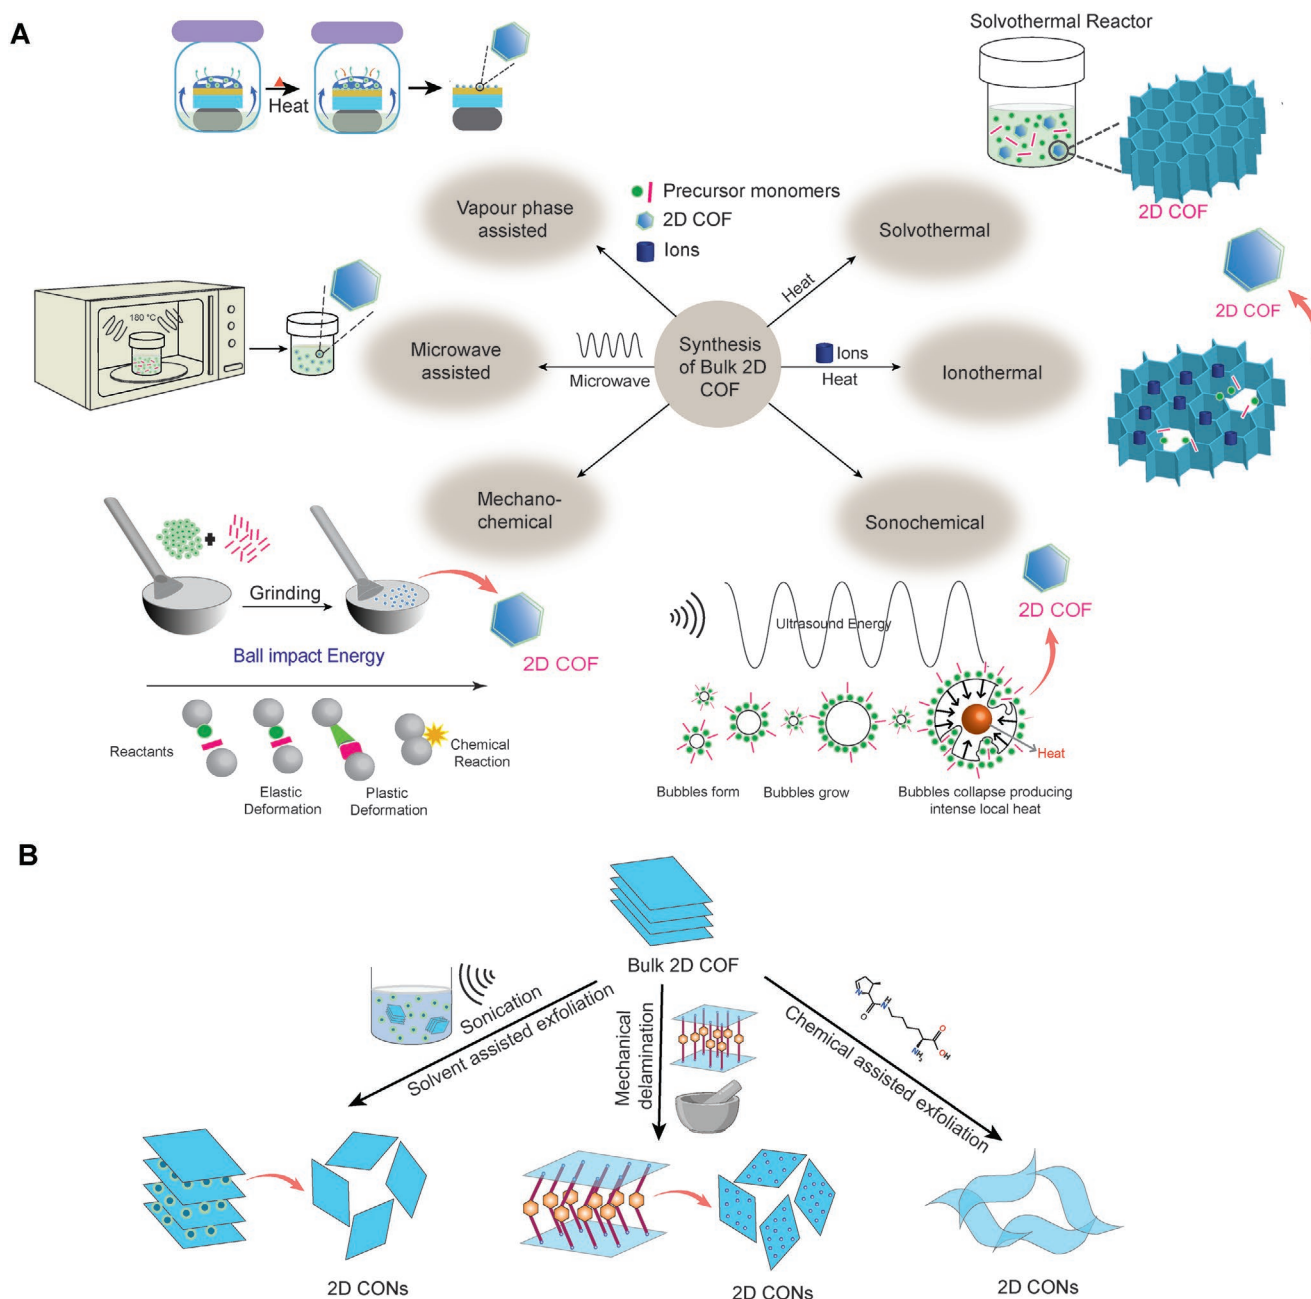 A
Solvothermal Reactor
Heat
2D COF
Vapour phase
assisted
Precursor monomers
2D COF
Ions
Solvothermal
Heat
2D COF
180 °C
Microwave
assisted
Microwave
Synthesis
of Bulk 2D
COF
Ions
Heat
Ionothermal
Mechano-
chemical
Sonochemical
Grinding
2D COF
Ball impact Energy
Reactants
Elastic
Deformation
Plastic
Deformation
Chemical
Reaction
2D COF
Ultrasound Energy
Heat
Bubbles form
Bubbles grow
Bubbles collapse producing
intense local heat
B
Bulk 2D COF
Sonication
Solvent assisted exfoliation
Mechanical
delamination
Chemical assisted exfoliation
N
O
NH
O
OH
NH2
2D CONs
2D CONs
2D CONs